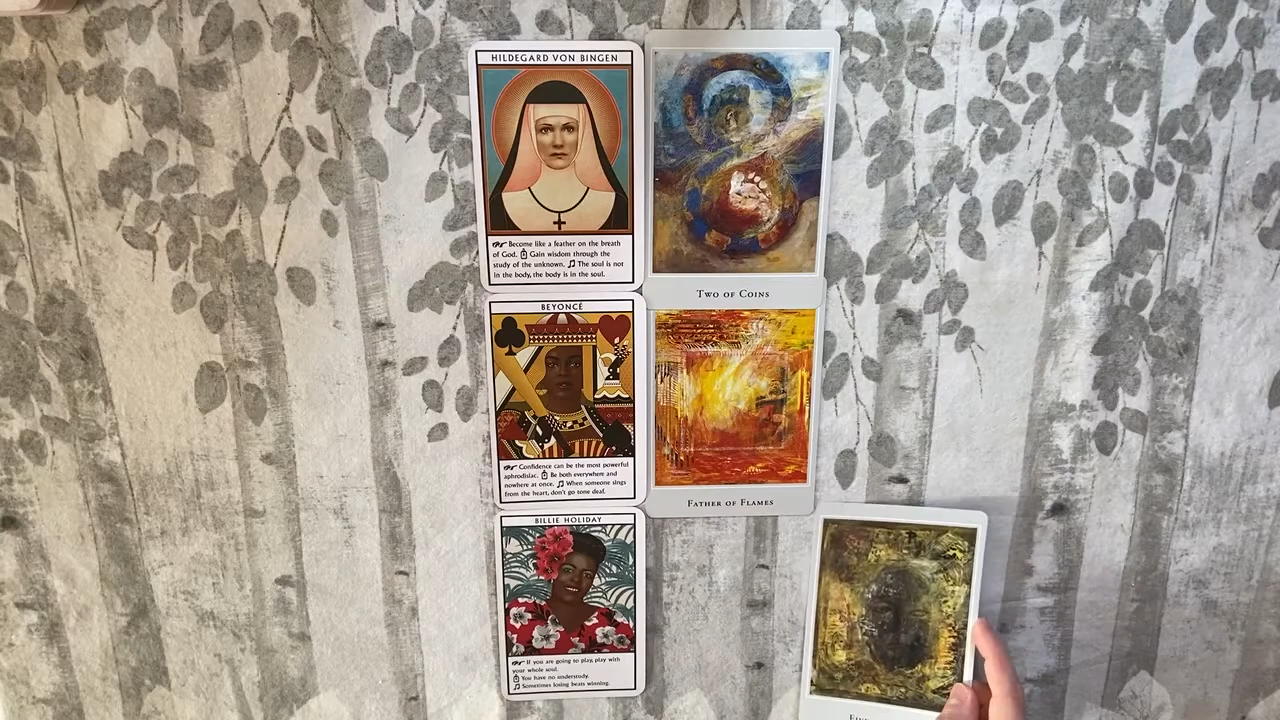 HILDEGARD VON BINGEN
Become like a feather on the breath
of God. Gain wisdom through the
study of the unknown. The soul is not
in the body, the body is in the soul.
TWO OF COINS
BEYONCÉ
Confidence can be the most powerful
aphrodisiac. Be both everywhere and
nowhere at once. When someone sings
from the heart, don't go tone deaf.
FATHER OF FLAMES
BILLIE HOLIDAY
If you are going to play, play with
your whole soul.
You have no understudy.
Sometimes losing beats winning.